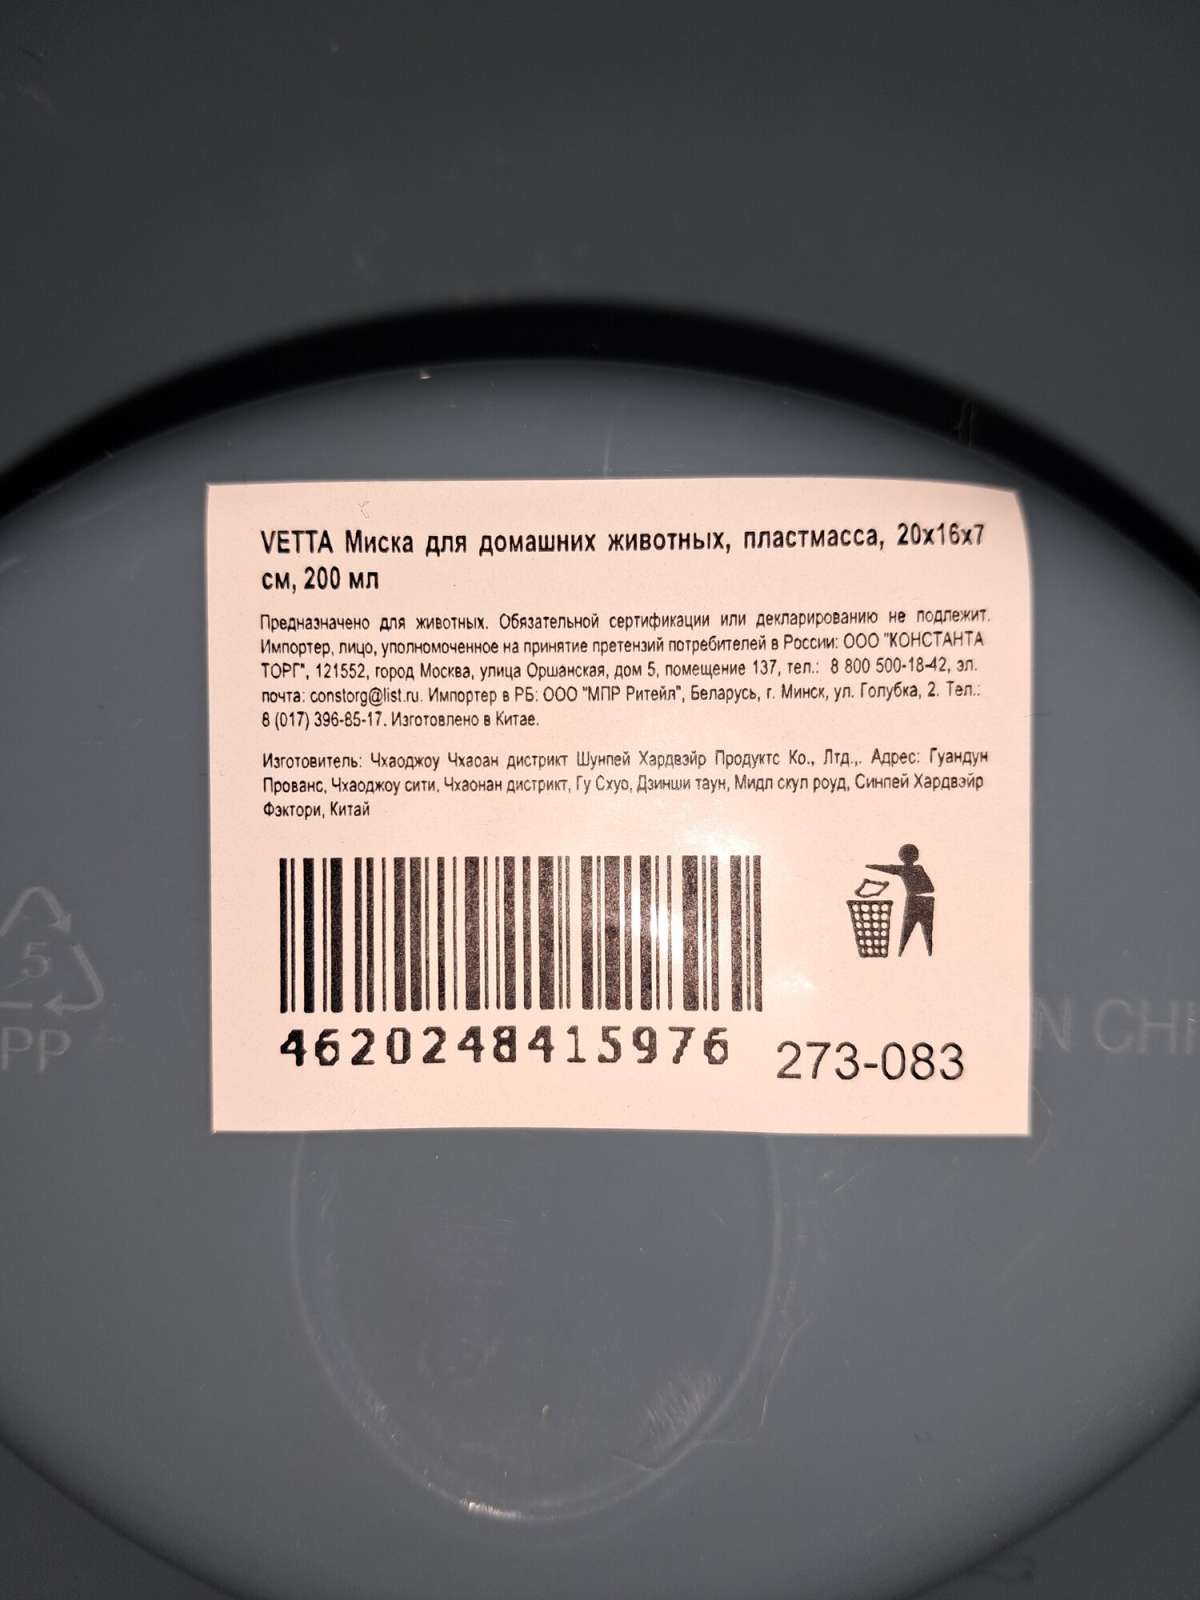 VETTA Миска для домашних животных, пластмасса, 20х16х7
см, 200 мл
Предназначено для животных. Обязательной сертификации или декларированию не подлежит.
Импортер, лицо, уполномоченное на принятие претензий потребителей в России: ООО "КОНСТАНТА
ТОРГ", 121552, город Москва, улица Оршанская, дом 5, помещение 137, тел.: 8 800 500-18-42, эл.
почта: constorg@list.ru. Импортер в РБ: ООО "МПР Ритейл", Беларусь, г. Минск, ул. Голубка, 2. Тел.:
8 (017) 396-85-17. Изготовлено в Китае.
Изготовитель: Чхаоджоу Чхаоан дистрикт Шунпей Хардвэйр Продуктс Ко., Лтд.,. Адрес: Гуандун
Прованс, Чхаоджоу сити, Чхаонан дистрикт, Гу Схуо, Дзинши таун, Мидл скул роуд, Синпей Хардвэйр
Фэктори, Китай
5
PP
N CHI
4620248415976
273-083